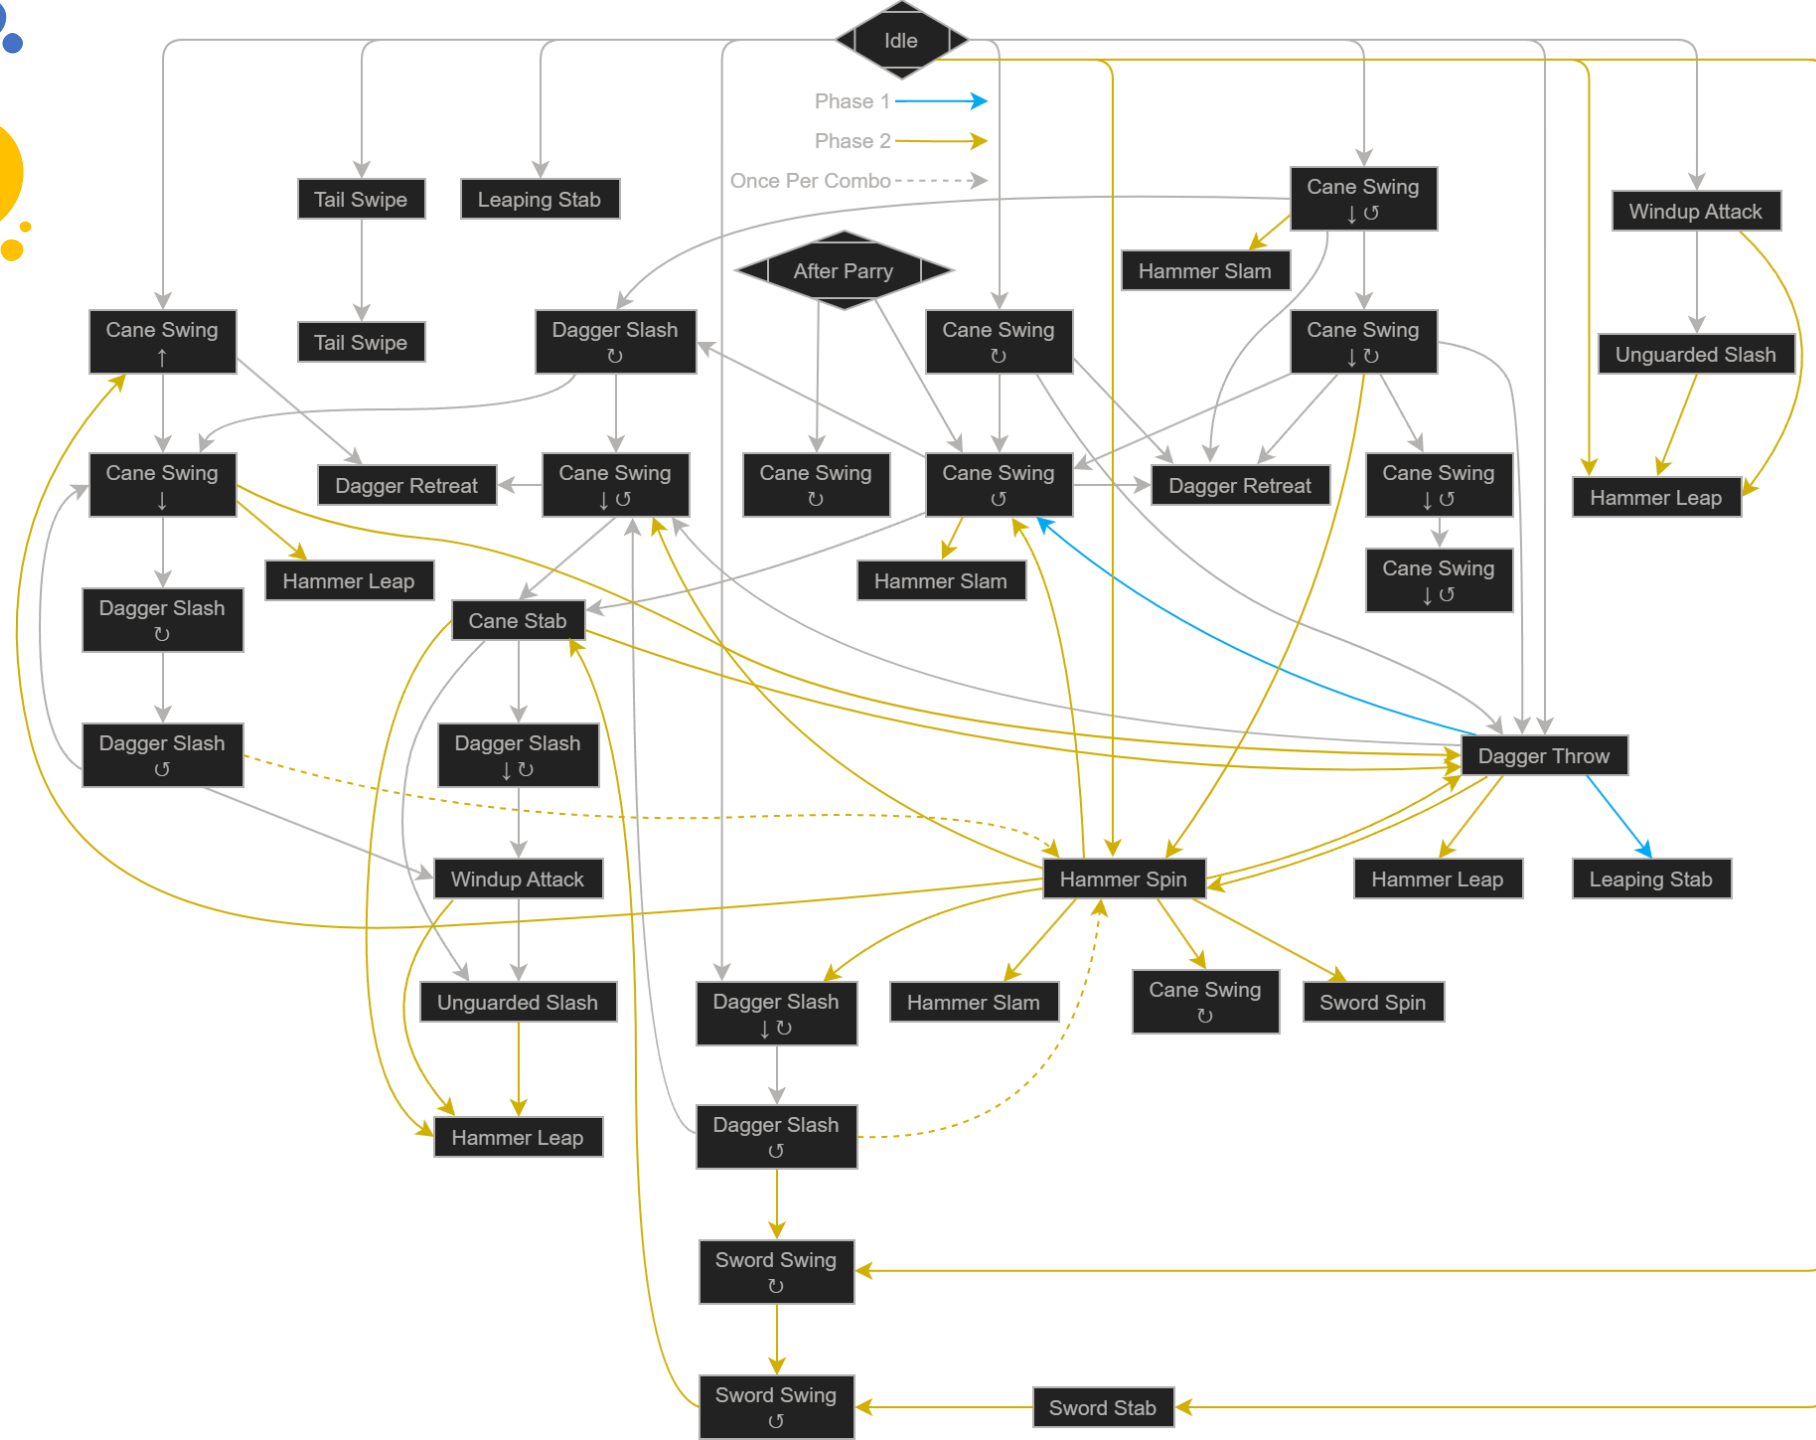 Idle
Phase 1
Phase 2
Once Per Combo
Tail Swipe
Leaping Stab
Cane Swing
↓↺
Windup Attack
Hammer Slam
After Parry
Cane Swing
↑
Tail Swipe
Dagger Slash
↻
Cane Swing
↻
Cane Swing
↓↻
Unguarded Slash
Cane Swing
↓
Dagger Retreat
Cane Swing
↓↺
Cane Swing
↻
Cane Swing
↺
Dagger Retreat
Cane Swing
↓↺
Hammer Leap
Hammer Leap
Hammer Slam
Cane Swing
↓↺
Dagger Slash
↻
Cane Stab
Dagger Slash
↺
Dagger Slash
↓↻
Dagger Throw
Windup Attack
Hammer Spin
Hammer Leap
Leaping Stab
Unguarded Slash
Dagger Slash
↓↻
Hammer Slam
Cane Swing
↻
Sword Spin
Hammer Leap
Dagger Slash
↺
Sword Swing
↻
Sword Swing
↺
Sword Stab